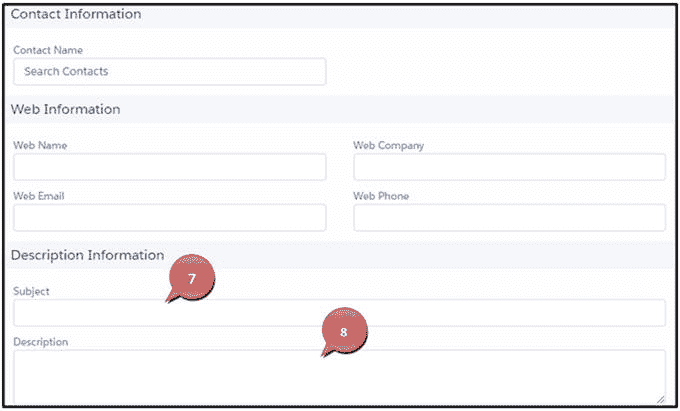 Contact Information
Contact Name
Search Contacts
Web Information
Web Name Web Company
Web Email Web Phone
Description Information
7
Subject
8
Description